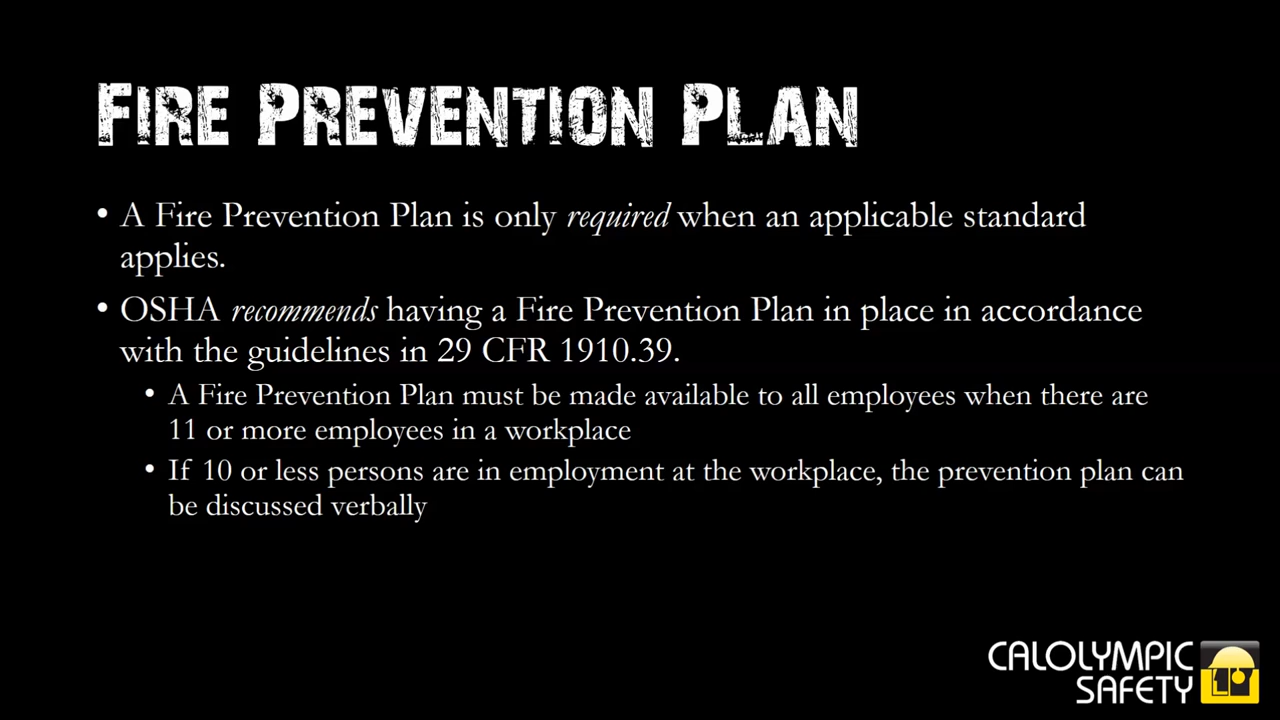 FIRE PREVENTION PLAN
• A Fire Prevention Plan is only required when an applicable standard
applies.
• OSHA recommends having a Fire Prevention Plan in place in accordance
with the guidelines in 29 CFR 1910.39.
• A Fire Prevention Plan must be made available to all employees when there are
11 or more employees in a workplace
• If 10 or less persons are in employment at the workplace, the prevention plan can
be discussed verbally
CALOLYMPIC
SAFETY